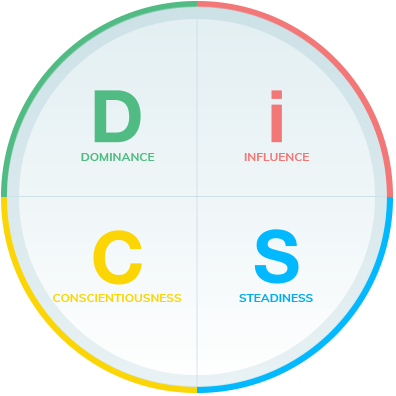 D
DOMINANCE
i
INFLUENCE
C
CONSCIENTIOUSNESS
S
STEADINESS